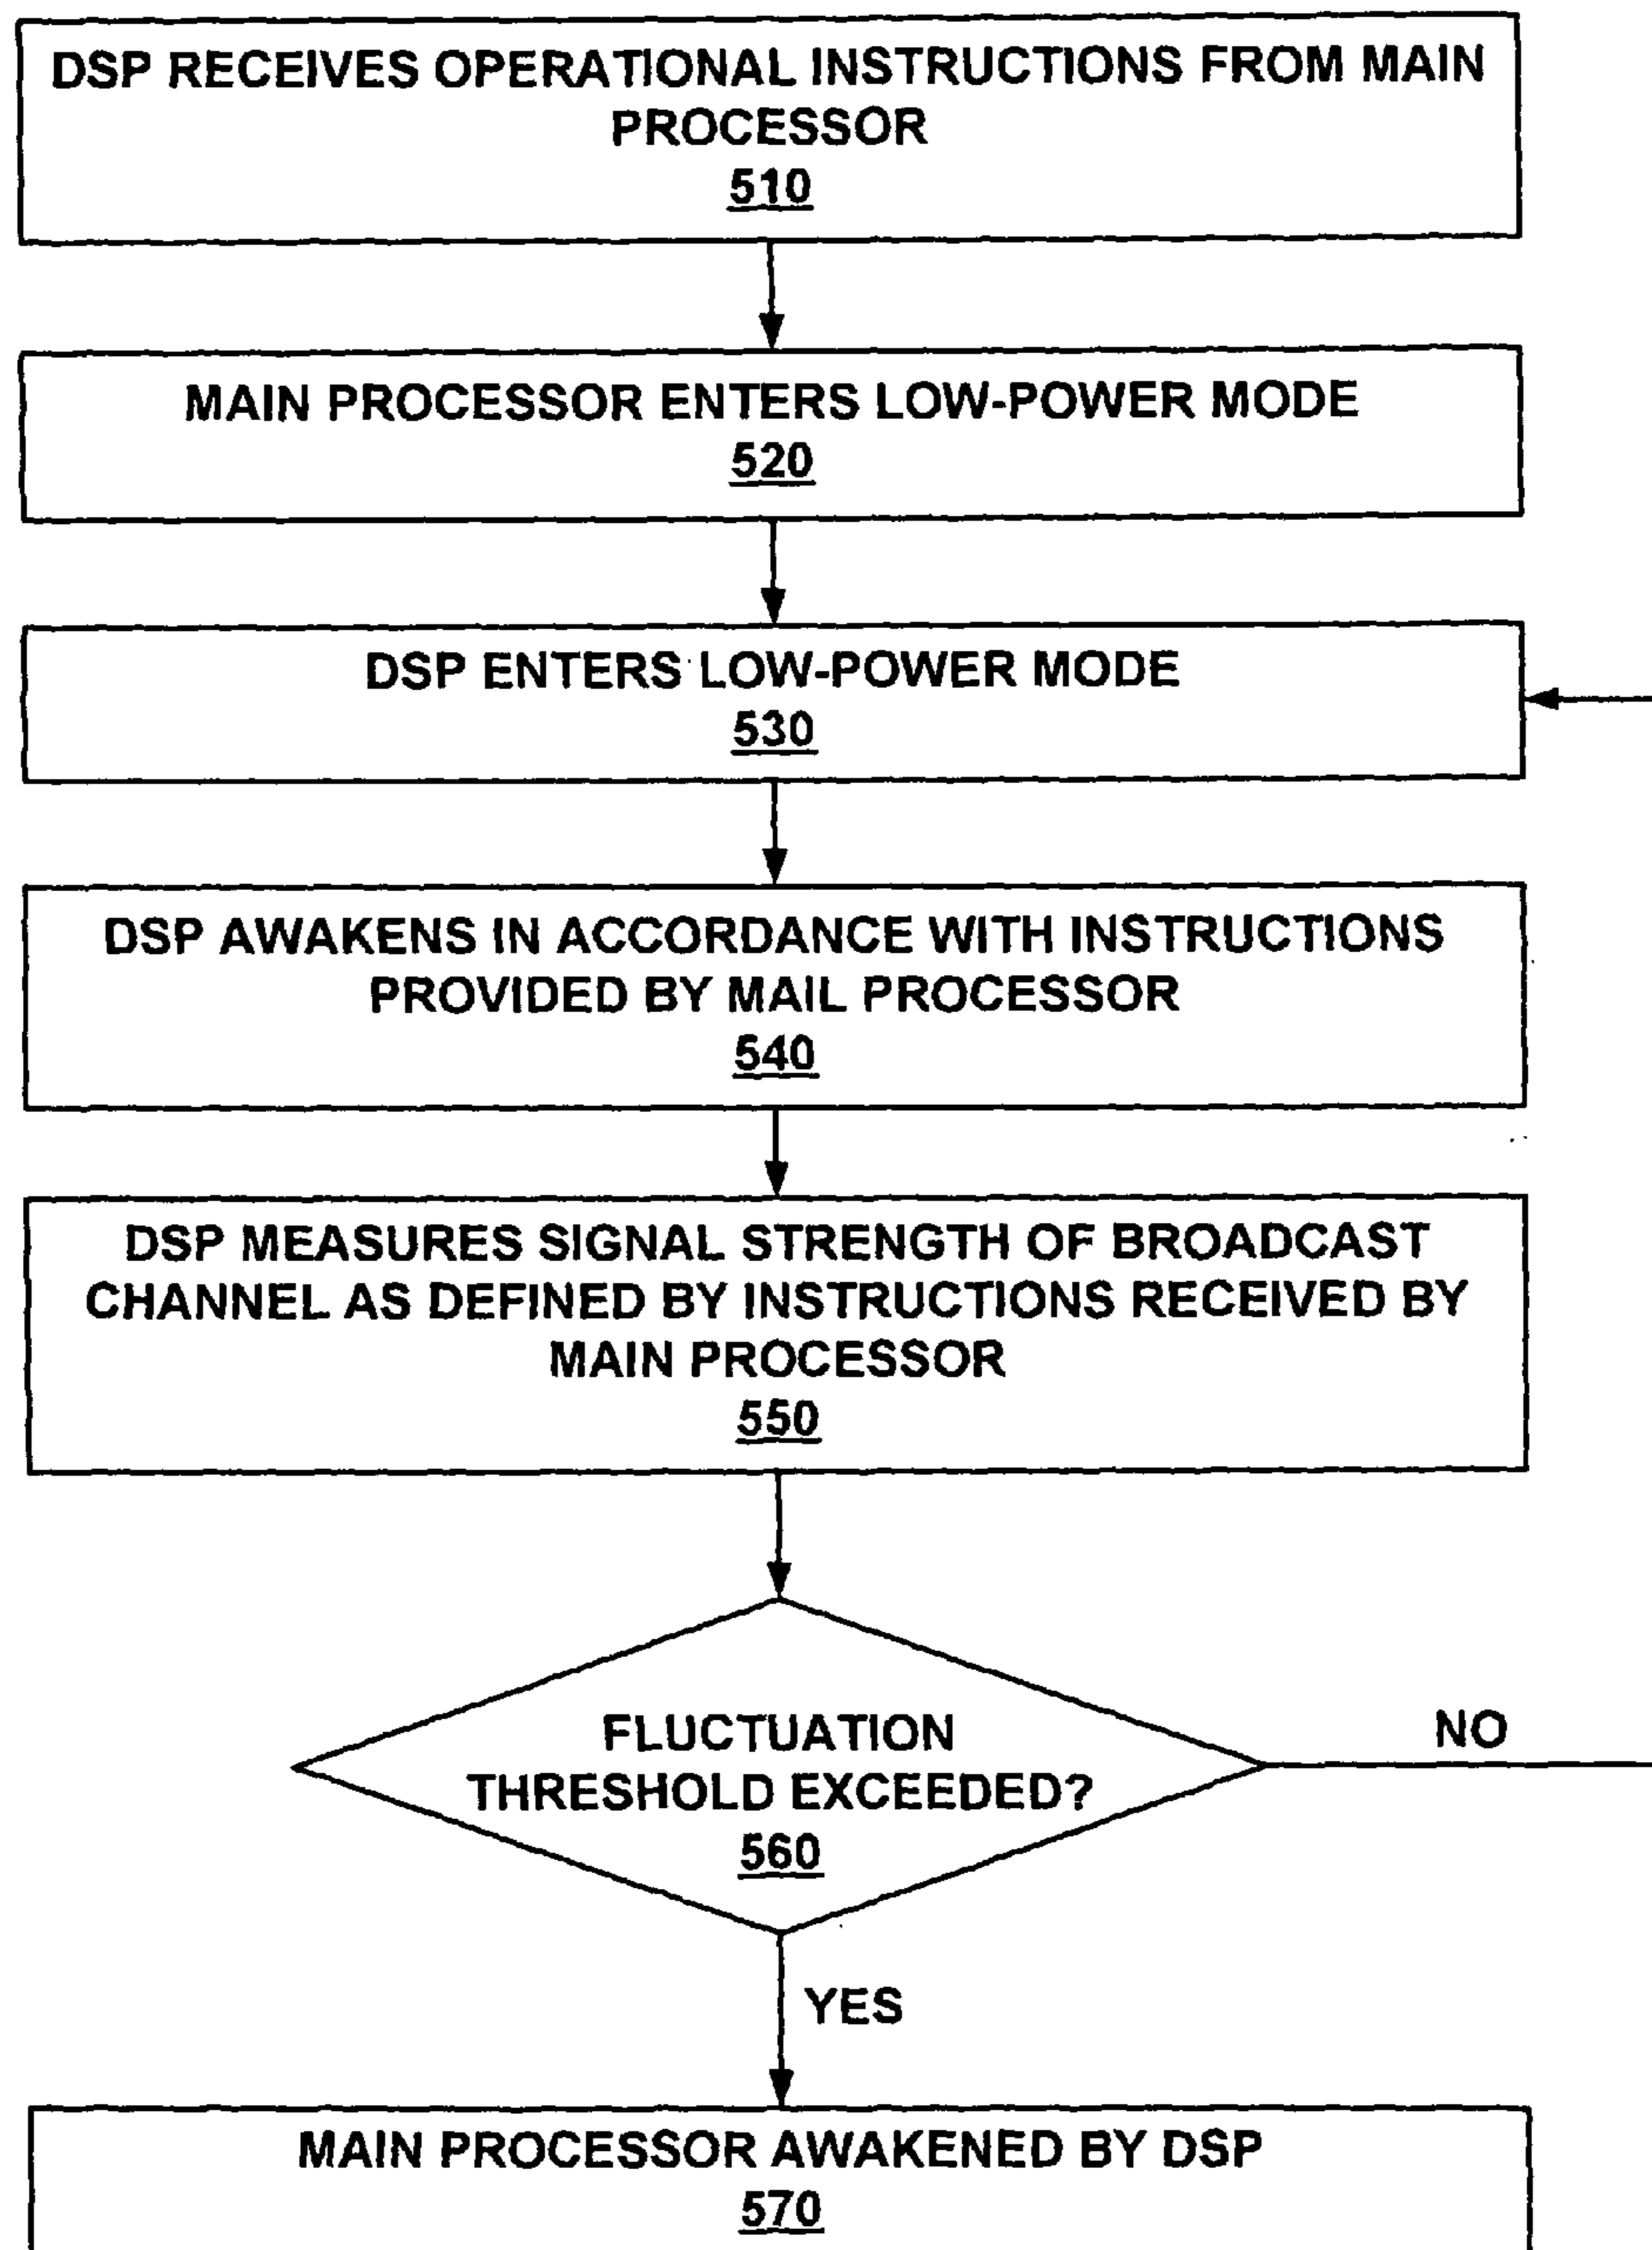 DSP RECEIVES OPERATIONAL INSTRUCTIONS FROM MAIN
PROCESSOR
510
MAIN PROCESSOR ENTERS LOW-POWER MODE
520
DSP ENTERS LOW-POWER MODE
530
DSP AWAKENS IN ACCORDANCE WITH INSTRUCTIONS
PROVIDED BY MAIL PROCESSOR
540
DSP MEASURES SIGNAL STRENGTH OF BROADCAST
CHANNEL AS DEFINED BY INSTRUCTIONS RECEIVED BY
MAIN PROCESSOR
550
FLUCTUATION
THRESHOLD EXCEEDED?
560
NO
YES
MAIN PROCESSOR AWAKENED BY DSP
570